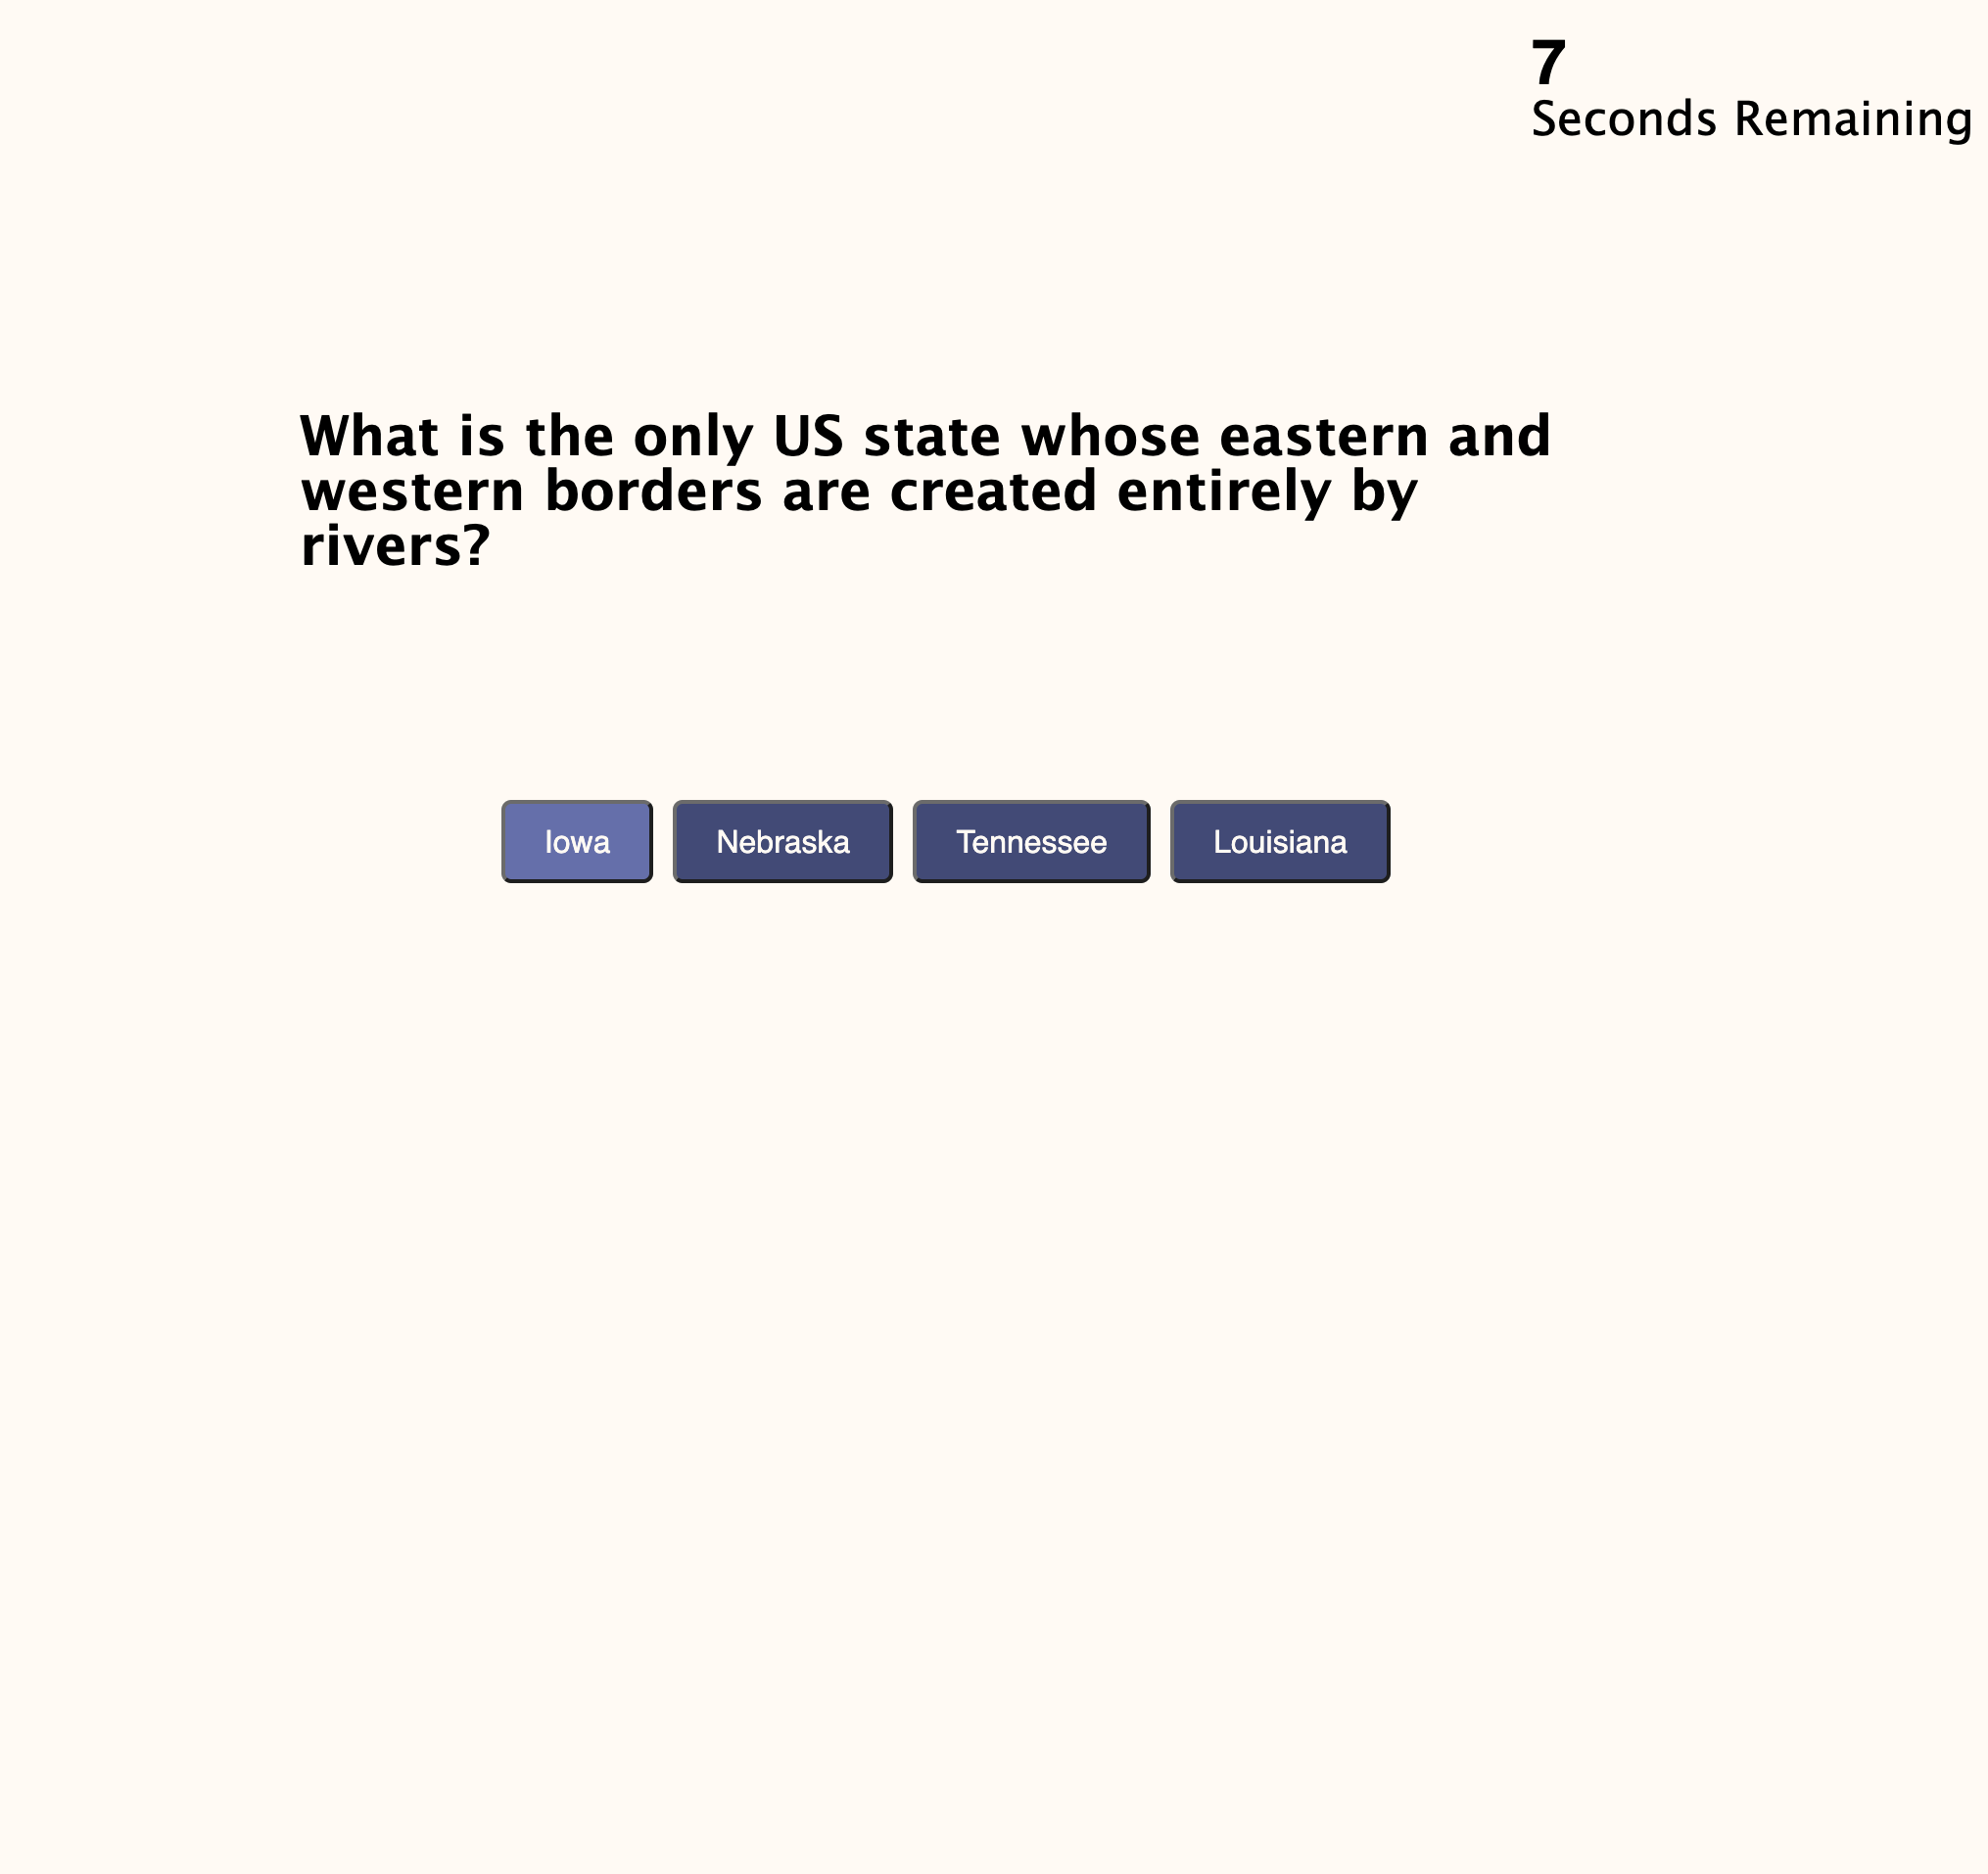 7
Seconds Remaining
What is the only US state whose eastern and
western borders are created entirely by
rivers?
Iowa Nebraska Tennessee Louisiana